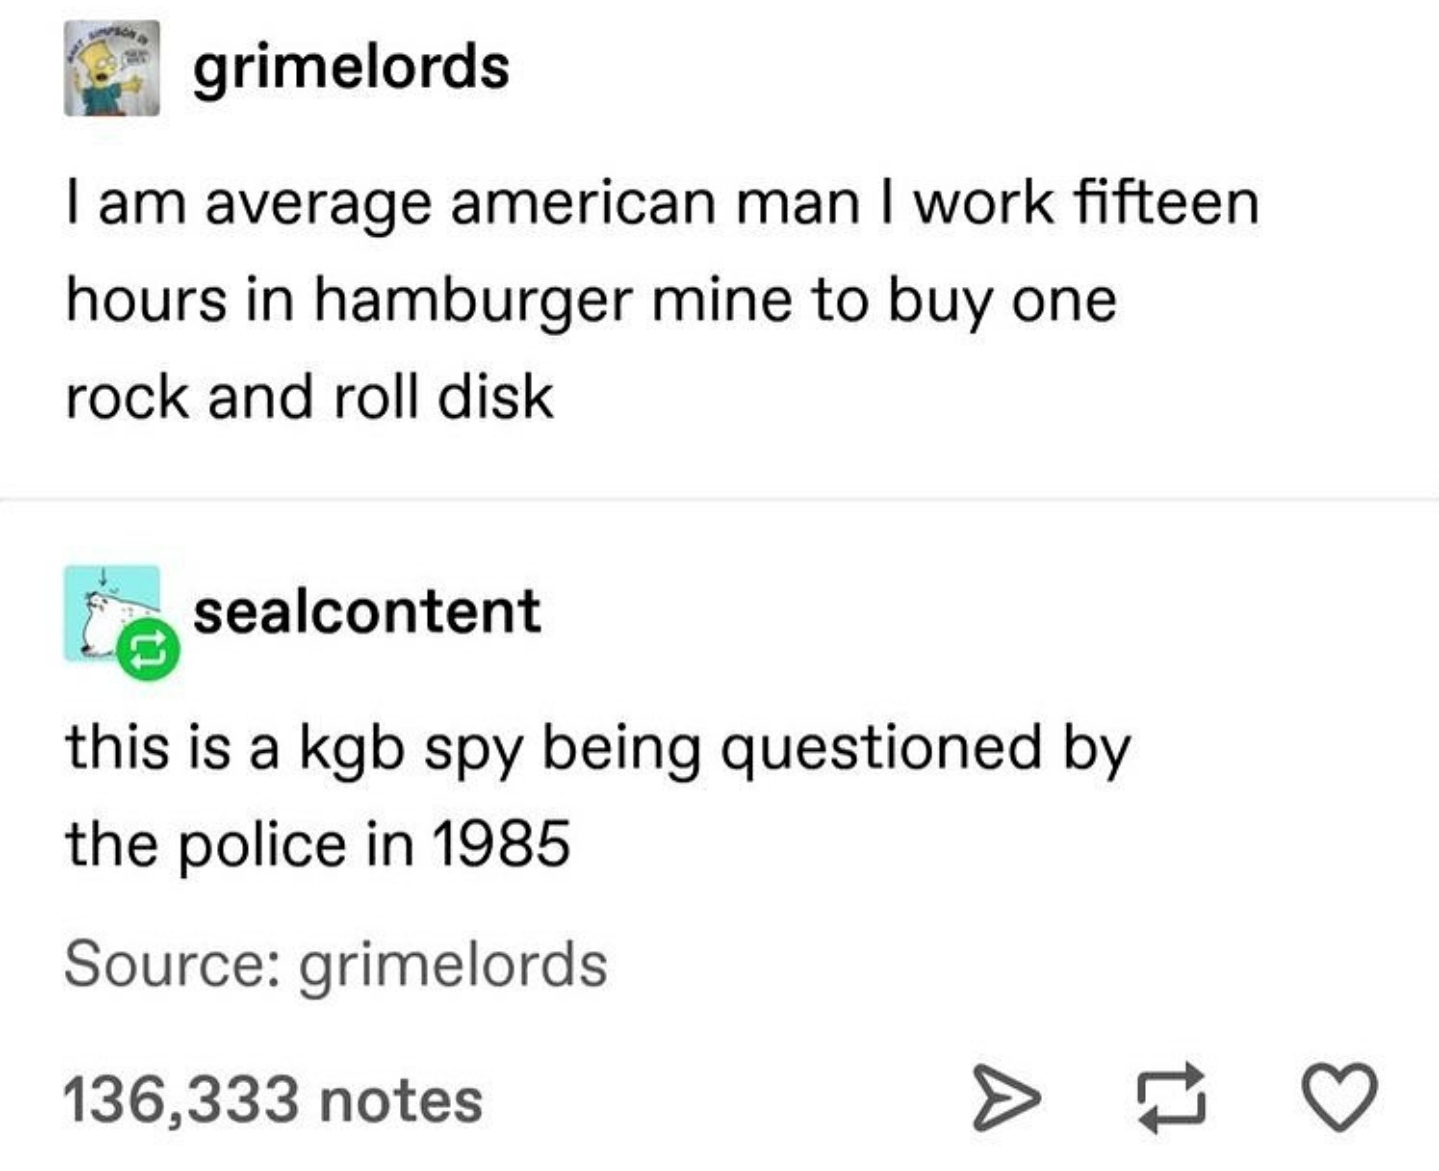 grimelords
I am average american man I work fifteen
hours in hamburger mine to buy one
rock and roll disk
sealcontent
this is a kgb spy being questioned by
the police in 1985
Source: grimelords
136,333 notes